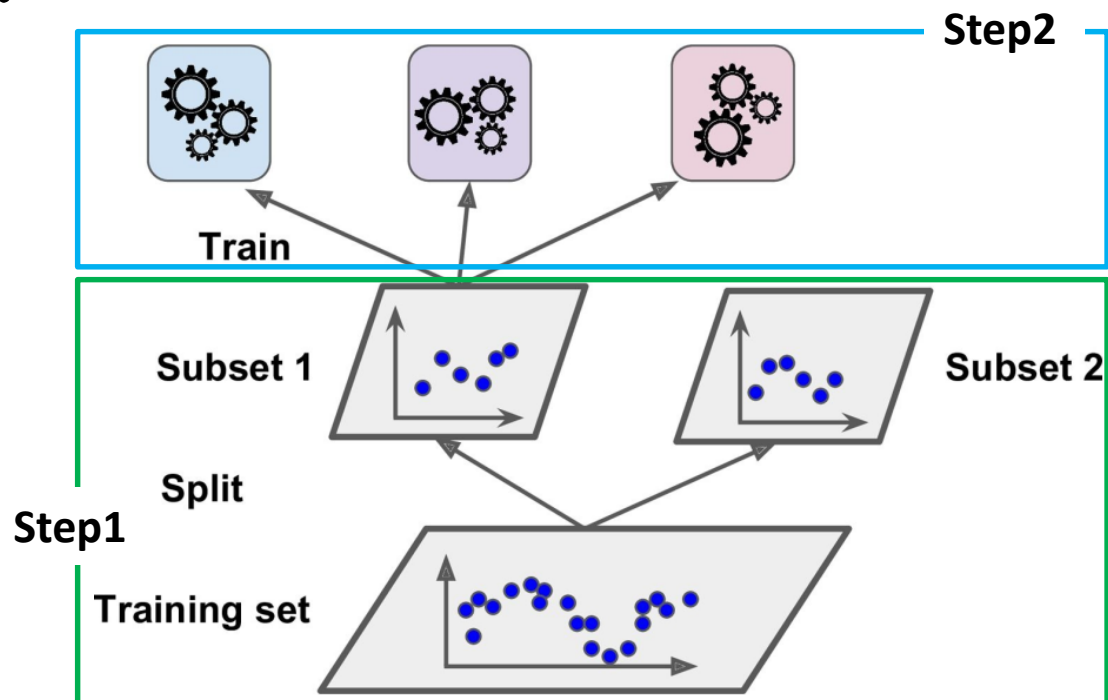 Step2
Train
Subset 1
Subset 2
Split
Step1
Training set